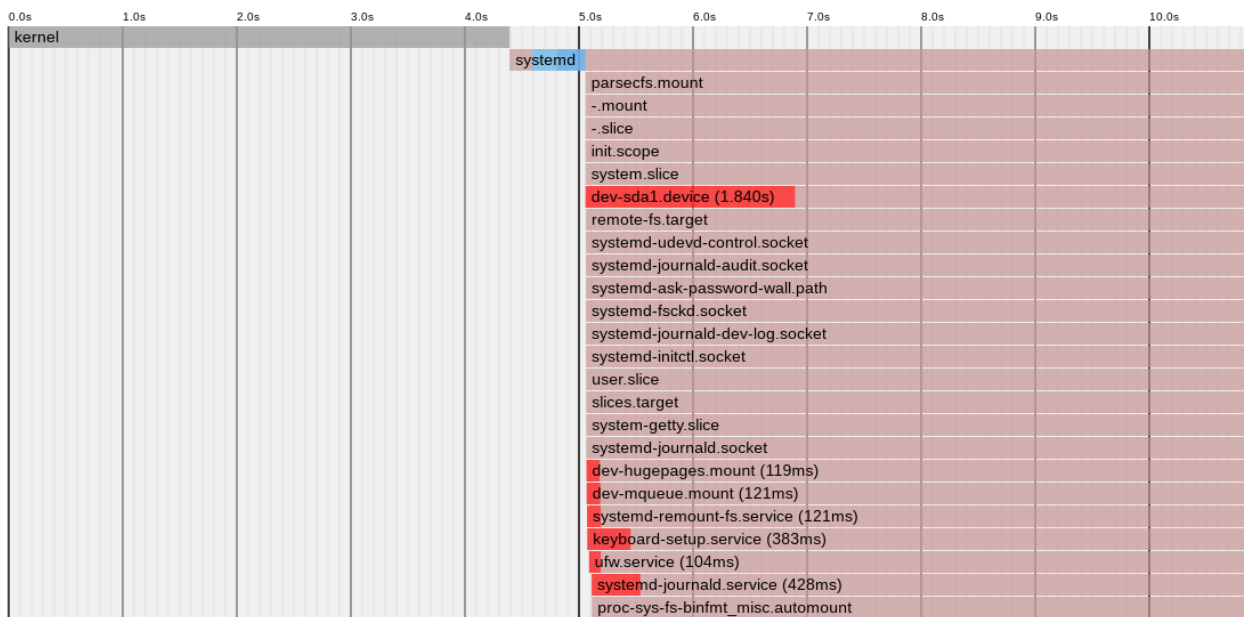 0.0s 1.0s 2.0s 3.0s 4.0s 5.0s 6.0s 7.0s 8.0s 9.0s 10.0s
kernel
systemd
parsecfs.mount
-.mount
-.slice
init.scope
system.slice
dev-sda1.device (1.840s)
remote-fs.target
systemd-udevd-control.socket
systemd-journald-audit.socket
systemd-ask-password-wall.path
systemd-fsckd.socket
systemd-journald-dev-log.socket
systemd-initctl.socket
user.slice
slices.target
system-getty.slice
systemd-journald.socket
dev-hugepages.mount (119ms)
dev-mqueue.mount (121ms)
systemd-remount-fs.service (121ms)
keyboard-setup.service (383ms)
ufw.service (104ms)
systemd-journald.service (428ms)
proc-sys-fs-binfmt_misc.automount